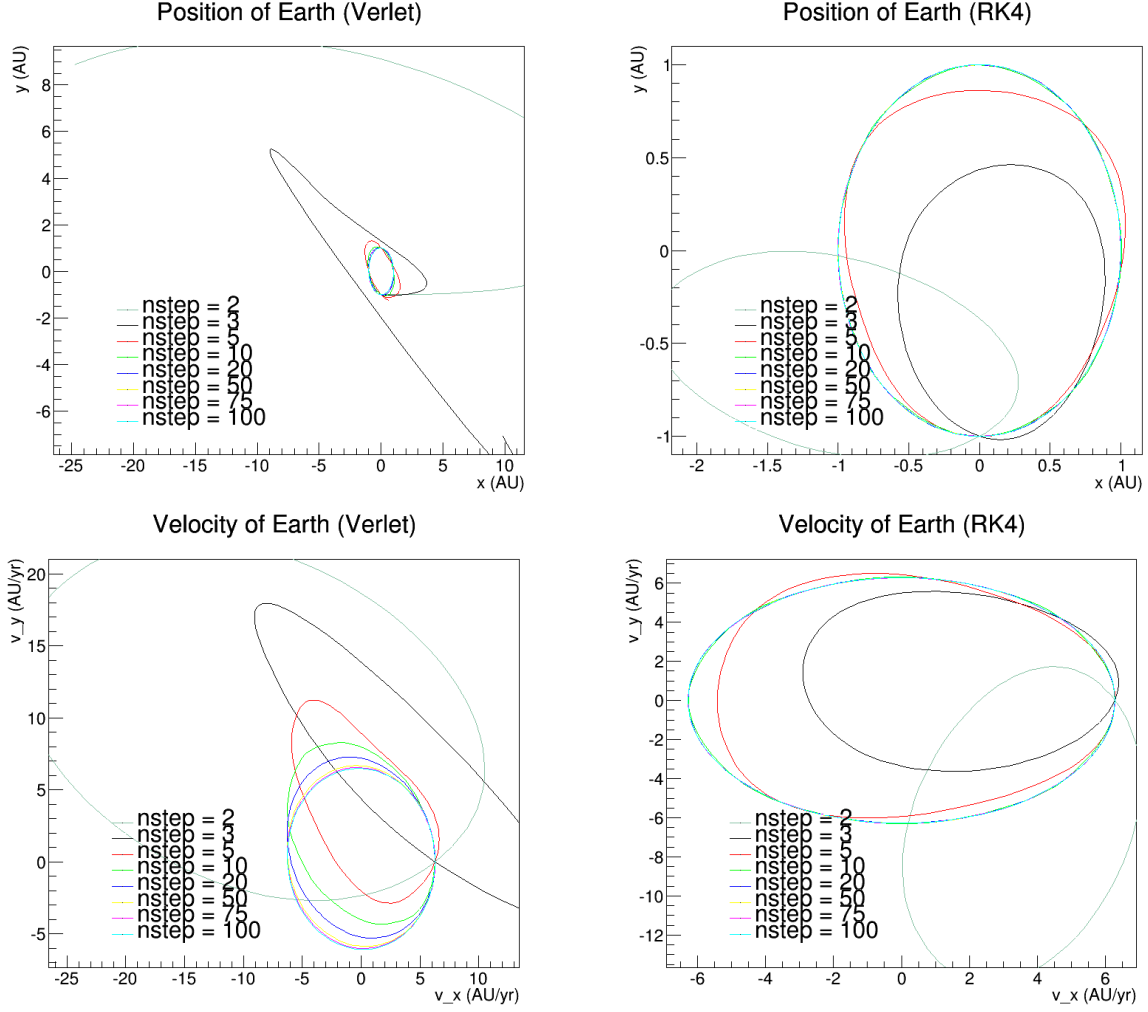 Position of Earth (Verlet)
y (AU)
8
6
4
2
0
-2
-4
-6
nstep = 2
nstep = 3
nstep = 5
nstep = 10
nstep = 20
nstep = 50
nstep = 75
nstep = 100
-25 -20 -15 -10 -5 0 5 10
x (AU)
Position of Earth (RK4)
y (AU)
1
0.5
0
-0.5
-1
nstep = 2
nstep = 3
nstep = 5
nstep = 10
nstep = 20
nstep = 50
nstep = 75
nstep = 100
-2 -1.5 -1 -0.5 0 0.5 1
x (AU)
Velocity of Earth (Verlet)
v_y (AU/yr)
20
15
10
5
0
-5
nstep = 2
nstep = 3
nstep = 5
nstep = 10
nstep = 20
nstep = 50
nstep = 75
nstep = 100
-25 -20 -15 -10 -5 0 5 10
v_x (AU/yr)
Velocity of Earth (RK4)
v_y (AU/yr)
6
4
2
0
-2
-4
-6
-8
-10
-12
nstep = 2
nstep = 3
nstep = 5
nstep = 10
nstep = 20
nstep = 50
nstep = 75
nstep = 100
-6 -4 -2 0 2 4 6
v_x (AU/yr)